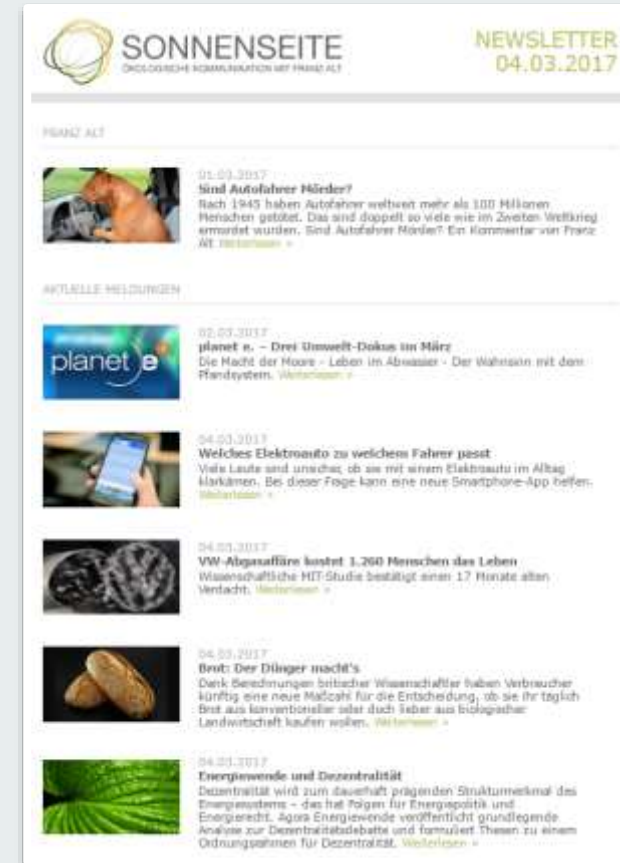 SONNENSEITE
ÖKOLOGISCHE KOMMUNIKATION MIT FRANZ ALT
NEWSLETTER
04.03.2017
FRANZ ALT
01.03.2017
Sind Autofahrer Mörder?
Nach 1945 haben Autofahrer weltweit mehr als 100 Millionen
Menschen getötet. Das sind doppelt so viele wie im Zweiten Weltkrieg
ermordet wurden. Sind Autofahrer Mörder? Ein Kommentar von Franz
Alt Weiterlesen »
AKTUELLE MELDUNGEN
planet e
02.03.2017
planet e. – Drei Umwelt-Dokus im März
Die Macht der Moore - Leben im Abwasser - Der Wahnsinn mit dem
Pfandsystem. Weiterlesen »
04.03.2017
Welches Elektroauto zu welchem Fahrer passt
Viele Leute sind unsicher, ob sie mit einem Elektroauto im Alltag
klarkämen. Bei dieser Frage kann eine neue Smartphone-App helfen.
Weiterlesen »
04.03.2017
VW-Abgasaffäre kostet 1.260 Menschen das Leben
Wissenschaftliche MIT-Studie bestätigt einen 17 Monate alten
Verdacht. Weiterlesen »
04.03.2017
Brot: Der Dünger macht's
Dank Berechnungen britischer Wissenschaftler haben Verbraucher
künftig eine neue Maßzahl für die Entscheidung, ob sie ihr täglich
Brot aus konventioneller oder doch lieber aus biologischer
Landwirtschaft kaufen wollen. Weiterlesen »
04.03.2017
Energiewende und Dezentralität
Dezentralität wird zum dauerhaft prägenden Strukturmerkmal des
Energiesystems – das hat Folgen für Energiepolitik und
Energierecht. Agora Energiewende veröffentlicht grundlegende
Analyse zur Dezentralitätsdebatte und formuliert Thesen zu einem
Ordnungsrahmen für Dezentralität. Weiterlesen »